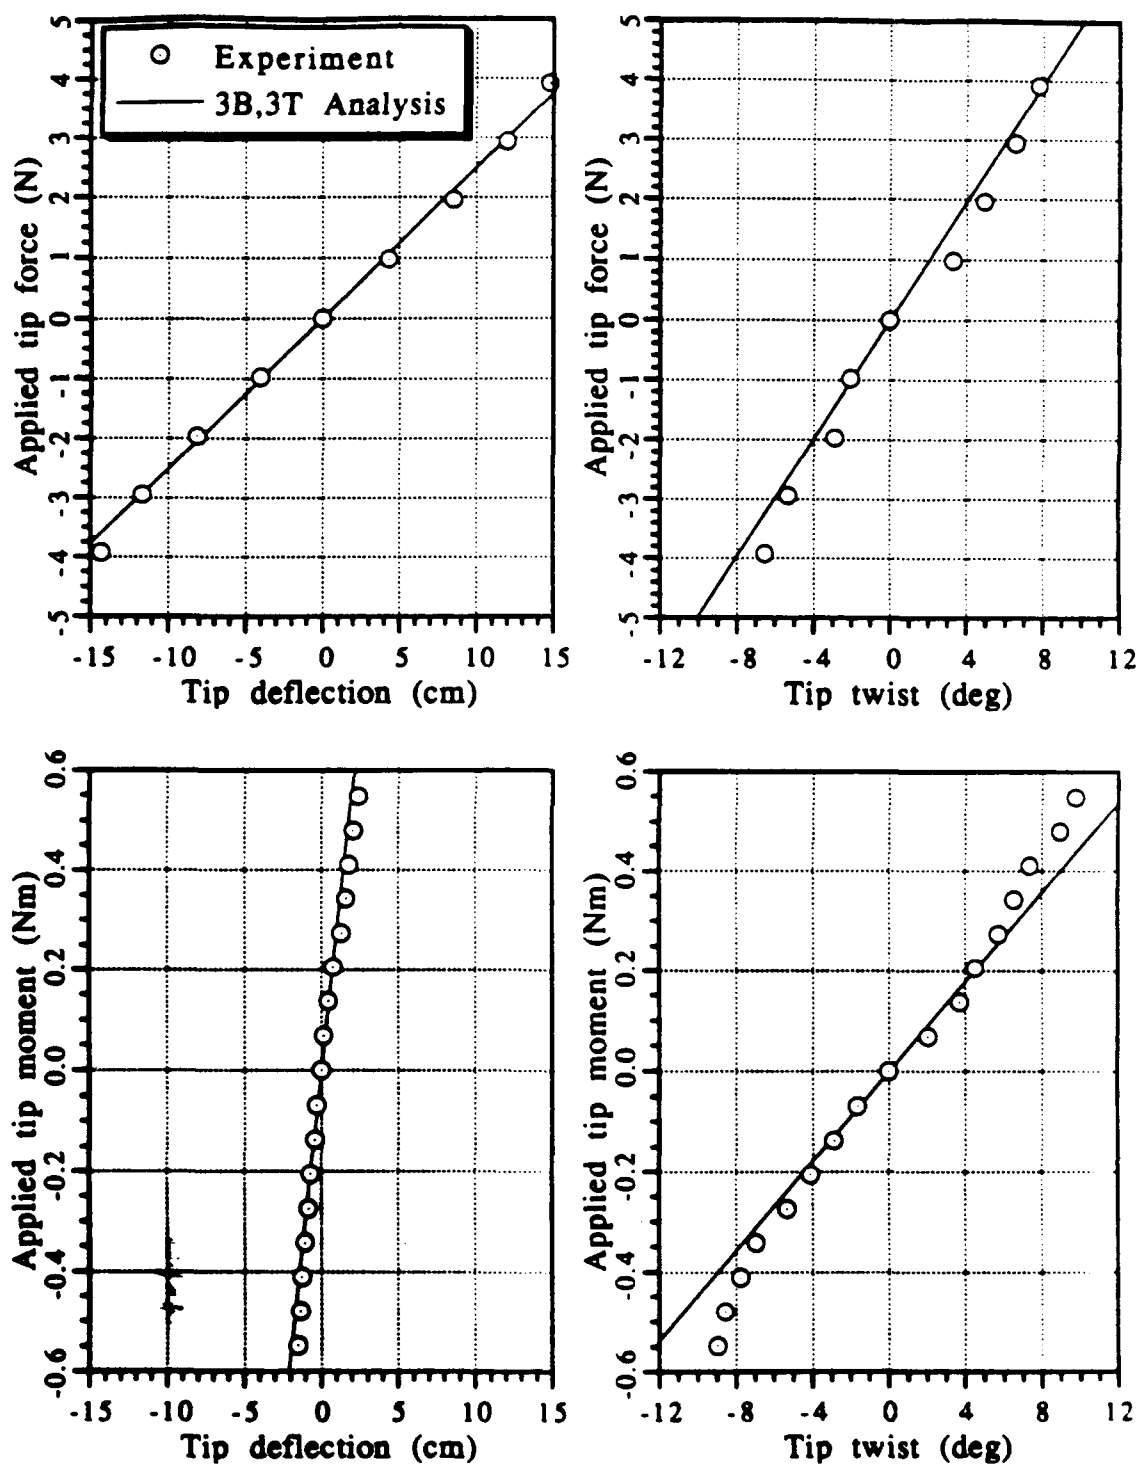 Experiment
3B,3T Analysis
Applied tip force (N)
5
4
3
2
1
0
-1
-2
-3
-4
-5
-15 -10 -5 0 5 10 15
Tip deflection (cm)
Applied tip force (N)
5
4
3
2
1
0
-1
-2
-3
-4
-5
-12 -8 -4 0 4 8 12
Tip twist (deg)
Applied tip moment (Nm)
0.6
0.4
0.2
0.0
-0.2
-0.4
-0.6
-15 -10 -5 0 5 10 15
Tip deflection (cm)
Applied tip moment (Nm)
0.6
0.4
0.2
0.0
-0.2
-0.4
-0.6
-12 -8 -4 0 4 8 12
Tip twist (deg)